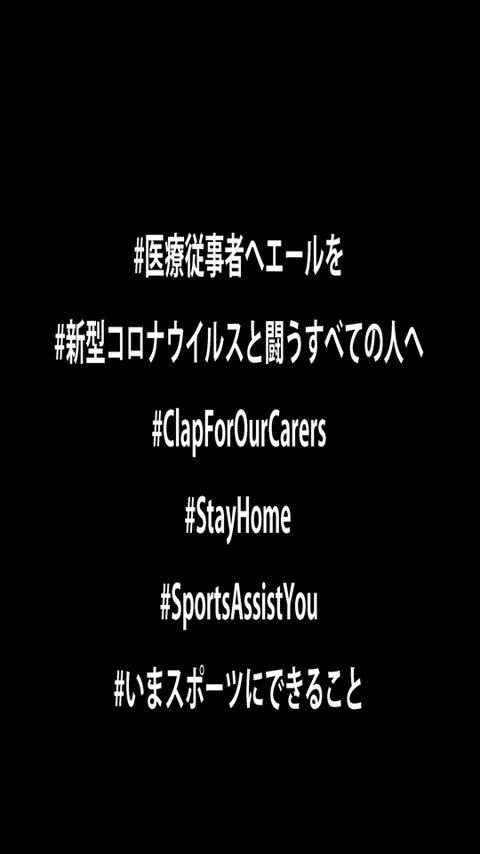 #医療従事者へエールを
#新型コロナウイルスと闘うすべての人へ
#ClapForOurCarers
#StayHome
#SportsAssistYou
#いまスポーツにできること